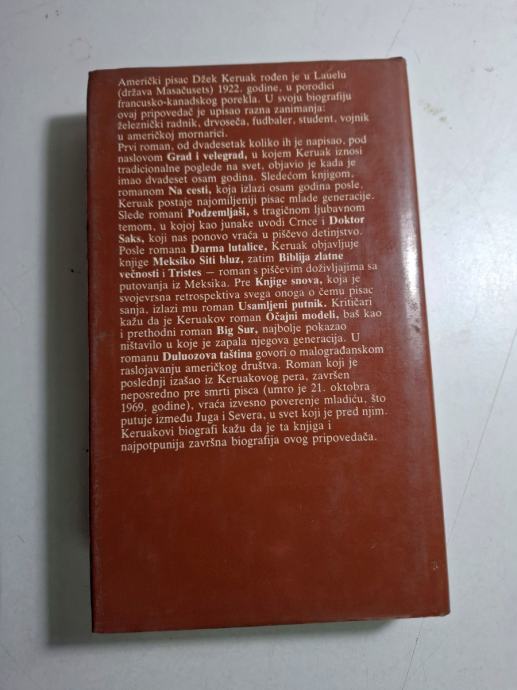 Američki pisac Džek Keruak rođen je u Lauelu
(država Masačusets) 1922. godine, u porodici
francusko-kanadskog porekla. U svoju biografiju
ovaj pripovedač je upisao razna zanimanja:
železnički radnik, drvoseča, fudbaler, student, vojnik
u američkoj mornarici.
Prvi roman, od dvadesetak koliko ih je napisao, pod
naslovom Grad i velegrad, u kojem Keruak iznosi
tradicionalne poglede na svet, objavio je kada je
imao dvadeset osam godina. Sledećom knjigom,
romanom Na cesti, koja izlazi osam godina posle,
Keruak postaje najomiljeniji pisac mlade generacije.
Slede romani Podzemljaši, s tragičnom ljubavnom
temom, u kojoj kao junake uvodi Crnce i Doktor
Saks, koji nas ponovo vraća u piščevo detinjstvo.
Posle romana Darma lutalice, Keruak objavljuje
knjige Meksiko Siti bluz, zatim Biblija zlatne
večnosti i Tristes — roman s piščevim doživljajima sa
putovanja iz Meksika. Pre Knjige snova, koja je
svojevrsna retrospektiva svega onoga o čemu pisac
sanja, izlazi mu roman Usamljeni putnik. Kritičari
kažu da je Keruakov roman Očajni modeli, baš kao
i prethodni roman Big Sur, najbolje pokazao
ništavilo u koje je zapala njegova generacija. U
romanu Duluozova taština govori o malograđanskom
raslojavanju američkog društva. Roman koji je
poslednji izašao iz Keruakovog pera, završen
neposredno pre smrti pisca (umro je 21. oktobra
1969. godine), vraća izvesno poverenje mladiću, što
putuje između Juga i Severa, u svet koji je pred njim.
Keruakovi biografi kažu da je ta knjiga i
najpotpunija završna biografija ovog pripovedača.